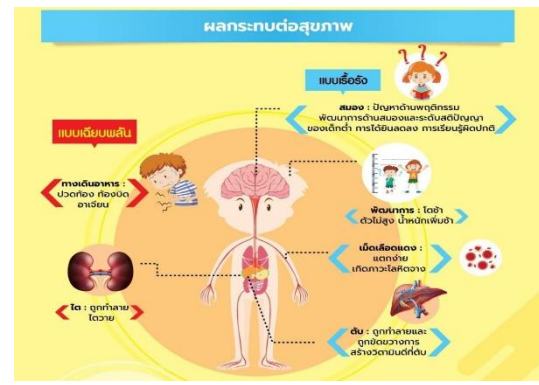 ผลกระทบต่อสุขภาพ
แบบเรื้อรัง
สมอง : ปัญหาด้านพฤติกรรม
พัฒนาการด้านสมองและระดับสติปัญญา
ของเด็กต่ำ การได้ยินลดลง การเรียนรู้ผิดปกติ
แบบเฉียบพลัน
ทางเดินอาหาร :
ปวดท้อง ท้องบิด
อาเจียน
พัฒนาการ : โตช้า
ตัวไม่สูง น้ำหนักเพิ่มช้า
เม็ดเลือดแดง :
แตกง่าย
เกิดภาวะโลหิตจาง
ไต : ถูกทำลาย
ไตวาย
ตับ : ถูกทำลายและ
ถูกขัดขวางการ
สร้างวิตามินดีที่ตับ